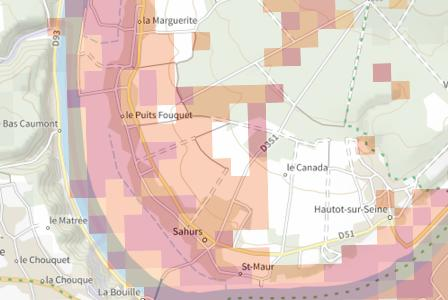 la Marguerite
D93
le Puits Fouquet
Bas Caumont
D351
le Canada
le Matrée
Hautot-sur-Seine
Sahurs
D51
le Chouquet
St-Maur
la Chouque
La Bouille